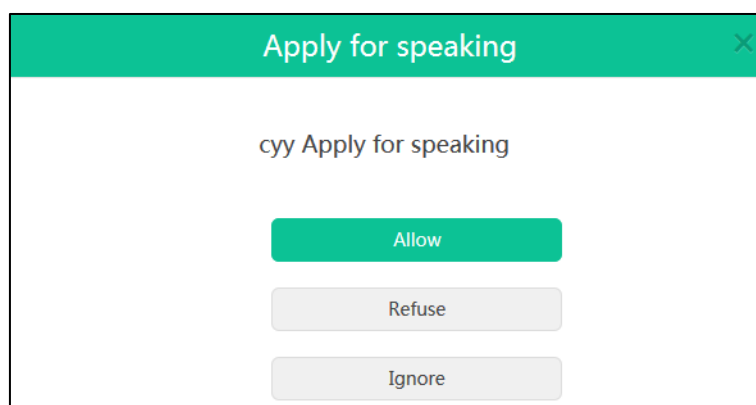 Apply for speaking
cyy Apply for speaking
Allow
Refuse
Ignore